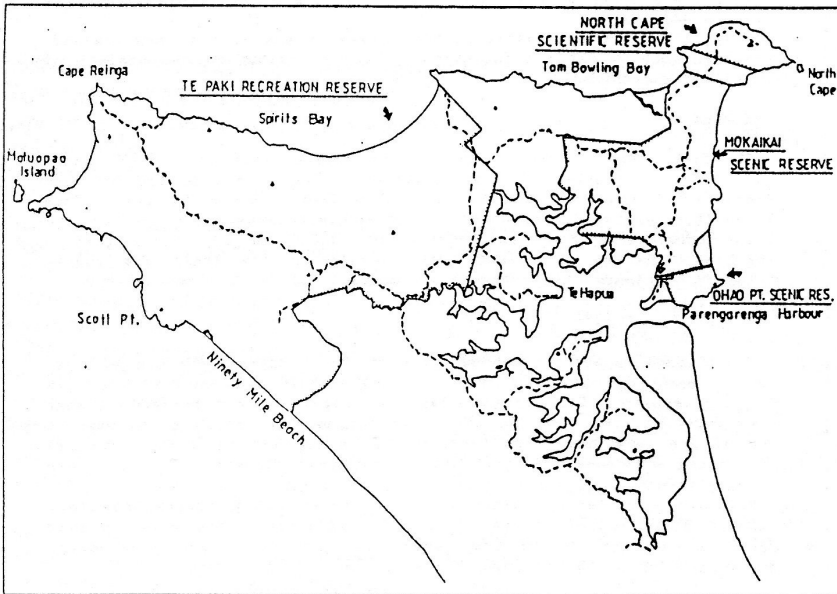 NORTH CAPE
SCIENTIFIC RESERVE
Tom Bowling Bay
North
Cape
Cape Reinga
TE PAKI RECREATION RESERVE
Spirits Bay
Motuopao
Island
MOKAIKAI
SCENIC RESERVE
Te Hapua
OHAO PT. SCENIC RES.
Parengarenga Harbour
Scott Pt.
Ninety Mile Beach